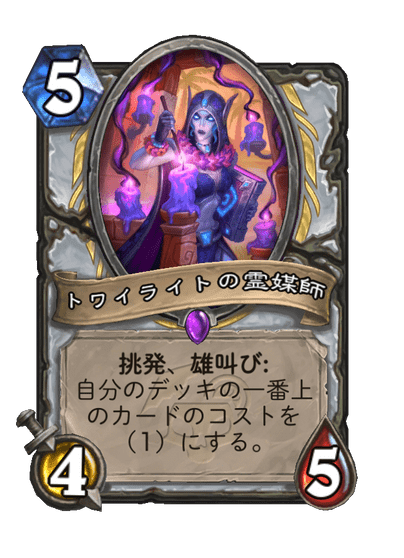 5
トワイライトの霊媒師
挑発、雄叫び:
自分のデッキの一番上
のカードのコストを
（1）にする。
4
5